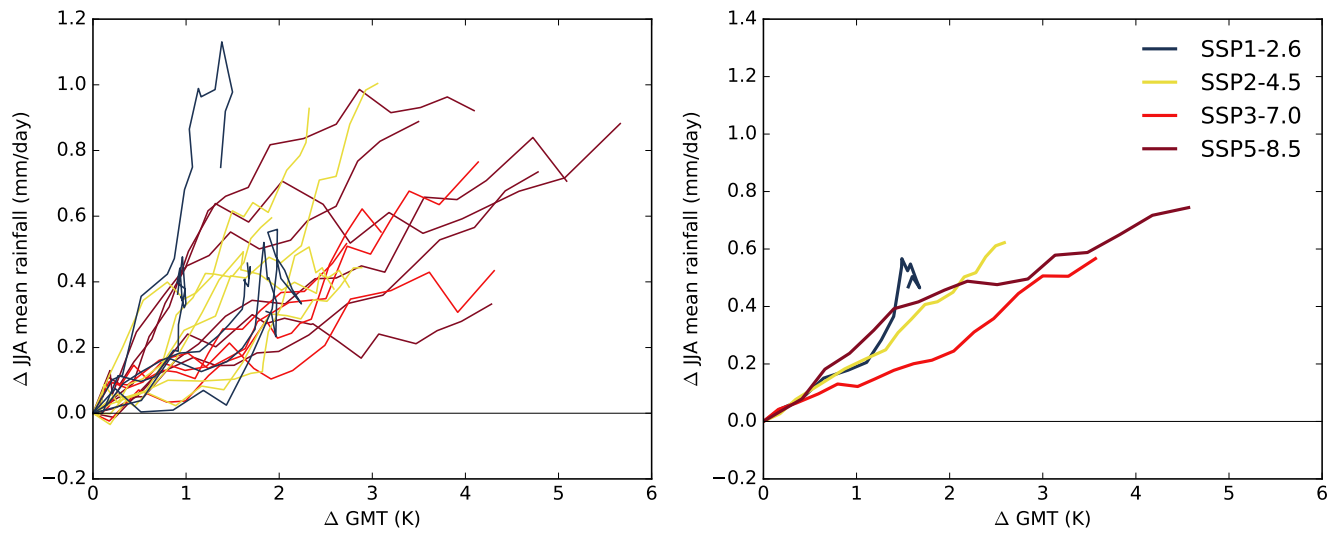 1.2
1.0
0.8
0.6
0.4
0.2
0.0
−0.2
0 1 2 3 4 5 6
Δ GMT (K)
Δ JJA mean rainfall (mm/day)
1.4
1.2
1.0
0.8
0.6
0.4
0.2
0.0
−0.2
0 1 2 3 4 5 6
Δ GMT (K)
Δ JJA mean rainfall (mm/day)
SSP1-2.6
SSP2-4.5
SSP3-7.0
SSP5-8.5